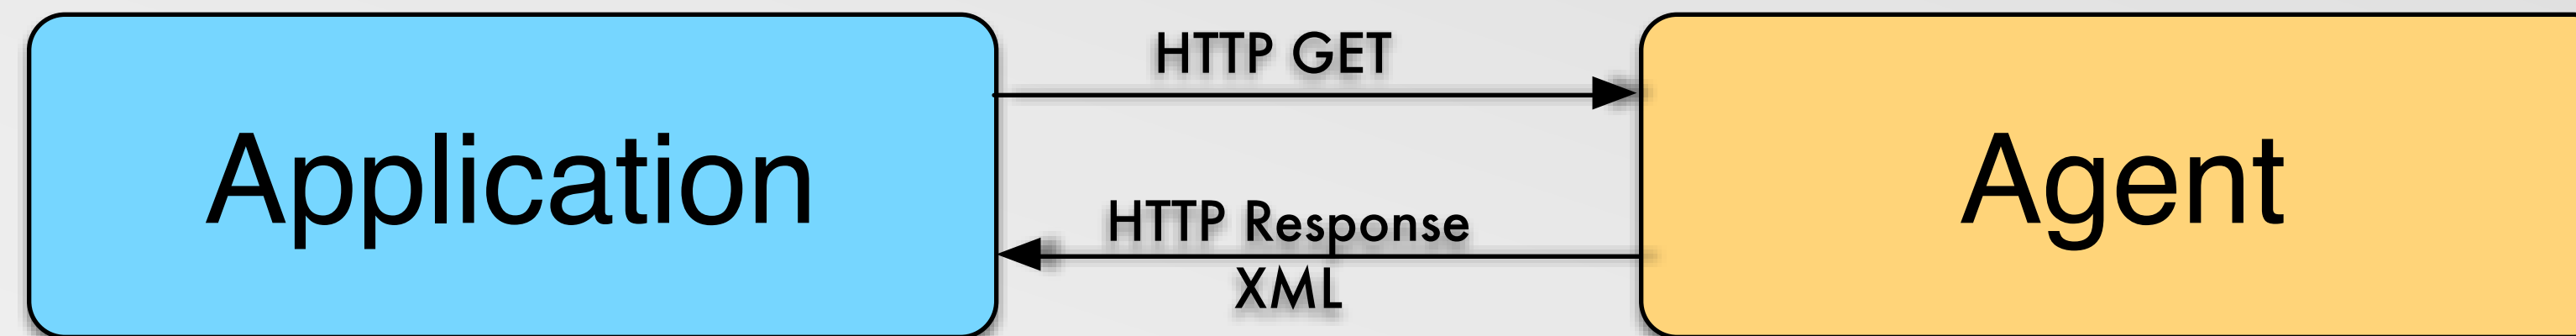 Application
HTTP GET
HTTP Response
XML
Agent